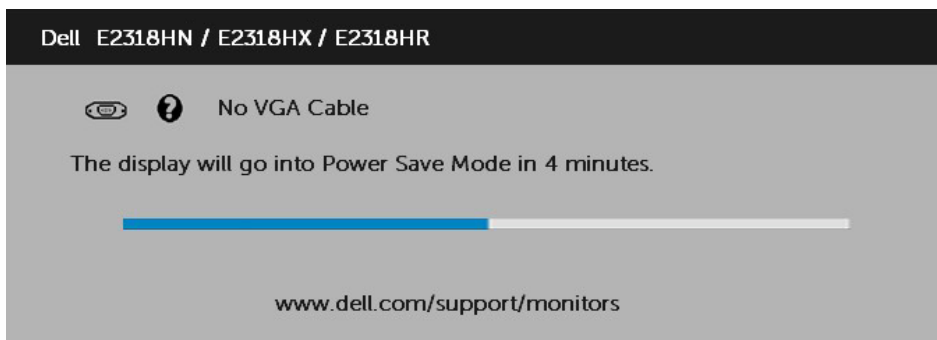 Dell E2318HN / E2318HX / E2318HR
No VGA Cable
The display will go into Power Save Mode in 4 minutes.
www.dell.com/support/monitors